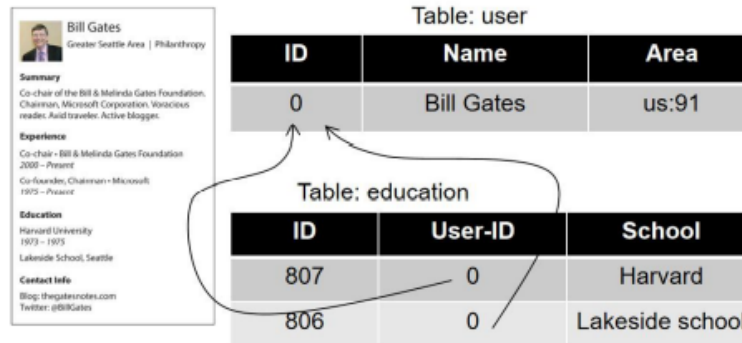 Bill Gates
Greater Seattle Area | Philanthropy
Summary
Co-chair of the Bill & Melinda Gates Foundation.
Chairman, Microsoft Corporation. Voracious
reader. Avid traveler. Active blogger.
Experience
Co-chair • Bill & Melinda Gates Foundation
2000 – Present
Co-founder, Chairman • Microsoft
1975 – Present
Education
Harvard University
1973 – 1975
Lakeside School, Seattle
Contact Info
Blog: thegatesnotes.com
Twitter: @BillGates
Table: user
ID Name Area
0 Bill Gates us:91
Table: education
ID User-ID School
807 0 Harvard
806 0 Lakeside school